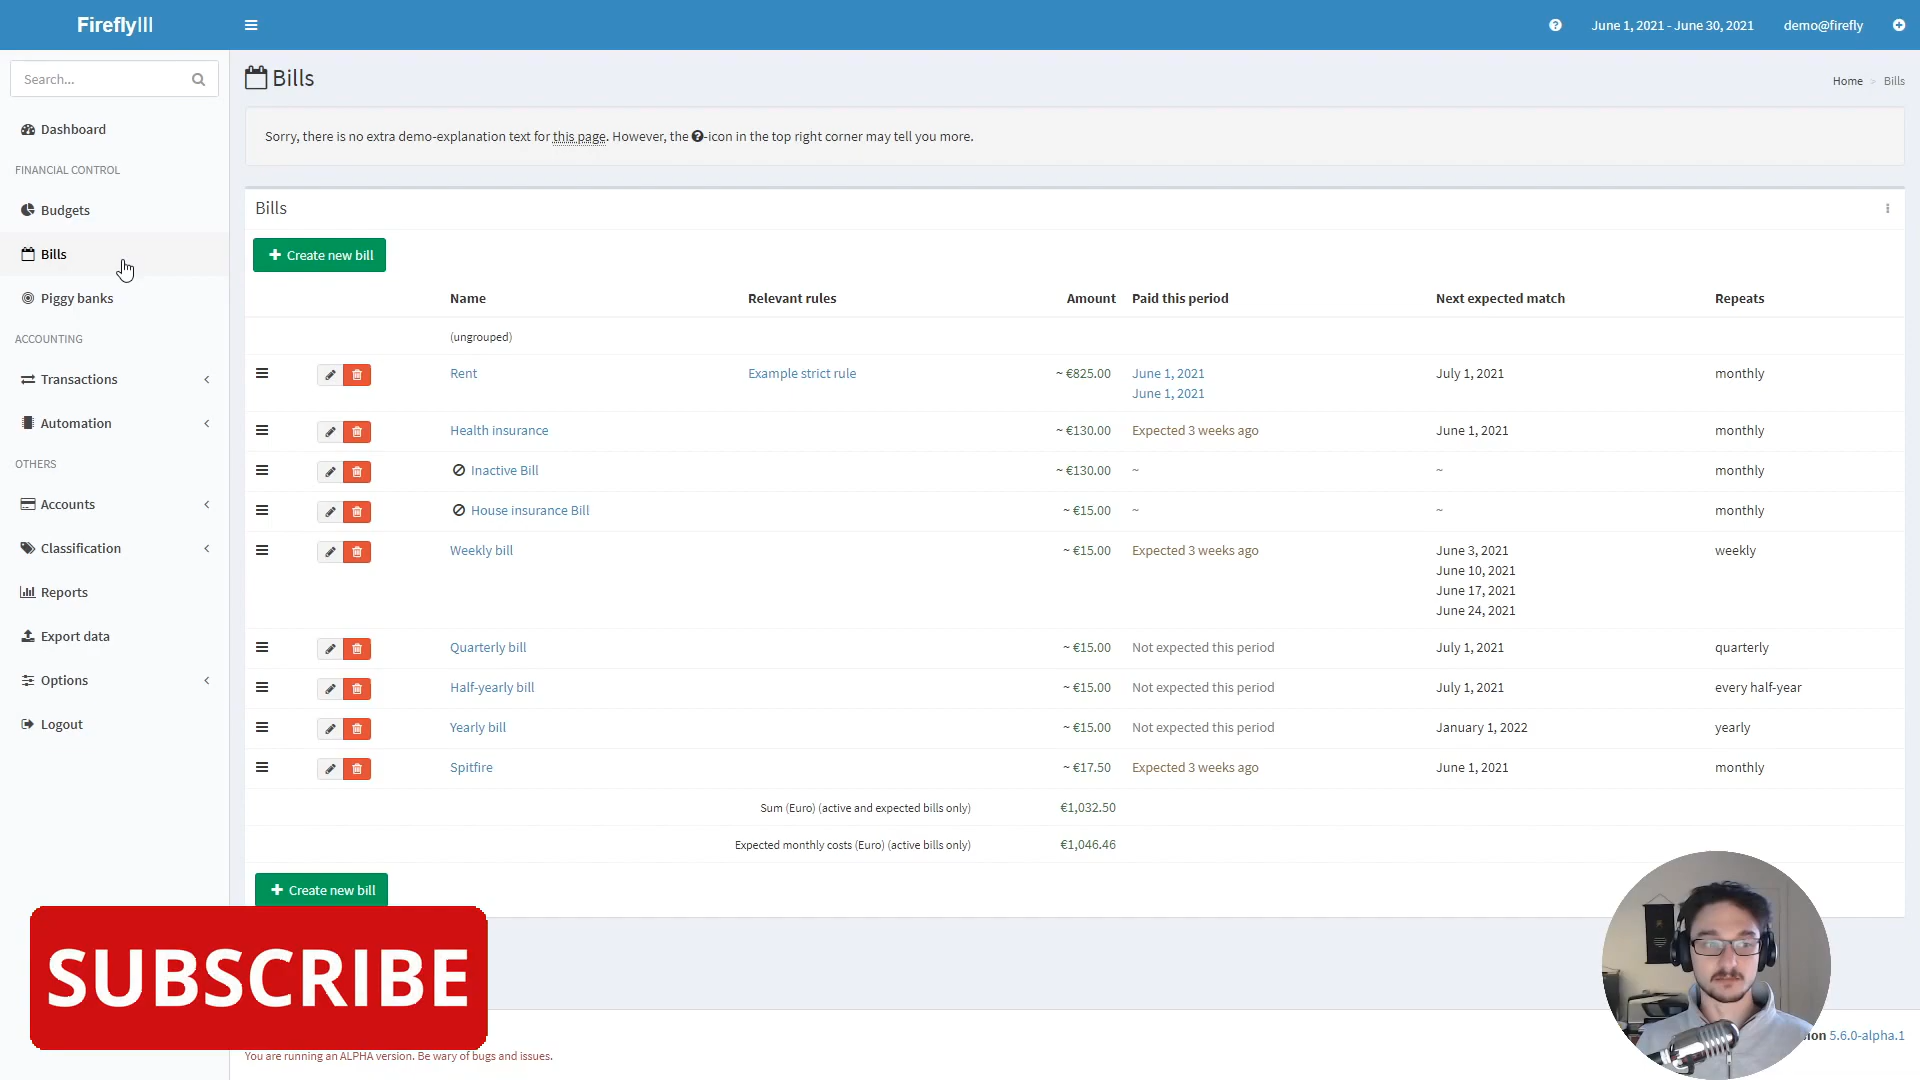 FireflyIII
June 1, 2021 - June 30, 2021
demo@firefly
Search...
Bills
Home > Bills
Dashboard
Sorry, there is no extra demo-explanation text for this page. However, the ?-icon in the top right corner may tell you more.
FINANCIAL CONTROL
Budgets
Bills
Piggy banks
ACCOUNTING
Transactions
Automation
OTHERS
Accounts
Classification
Reports
Export data
Options
Logout
Bills
Create new bill
Name Relevant rules Amount Paid this period Next expected match Repeats
(ungrouped)
Rent Example strict rule ~ €825.00 June 1, 2021 July 1, 2021 monthly
June 1, 2021
Health insurance ~ €130.00 Expected 3 weeks ago June 1, 2021 monthly
Inactive Bill ~ €130.00 ~ ~ monthly
House insurance Bill ~ €15.00 ~ ~ monthly
Weekly bill ~ €15.00 Expected 3 weeks ago June 3, 2021 weekly
June 10, 2021
June 17, 2021
June 24, 2021
Quarterly bill ~ €15.00 Not expected this period July 1, 2021 quarterly
Half-yearly bill ~ €15.00 Not expected this period July 1, 2021 every half-year
Yearly bill ~ €15.00 Not expected this period January 1, 2022 yearly
Spitfire ~ €17.50 Expected 3 weeks ago June 1, 2021 monthly
Sum (Euro) (active and expected bills only) €1,032.50
Expected monthly costs (Euro) (active bills only) €1,046.46
Create new bill
SUBSCRIBE
5.6.0-alpha.1
You are running an ALPHA version. Be wary of bugs and issues.